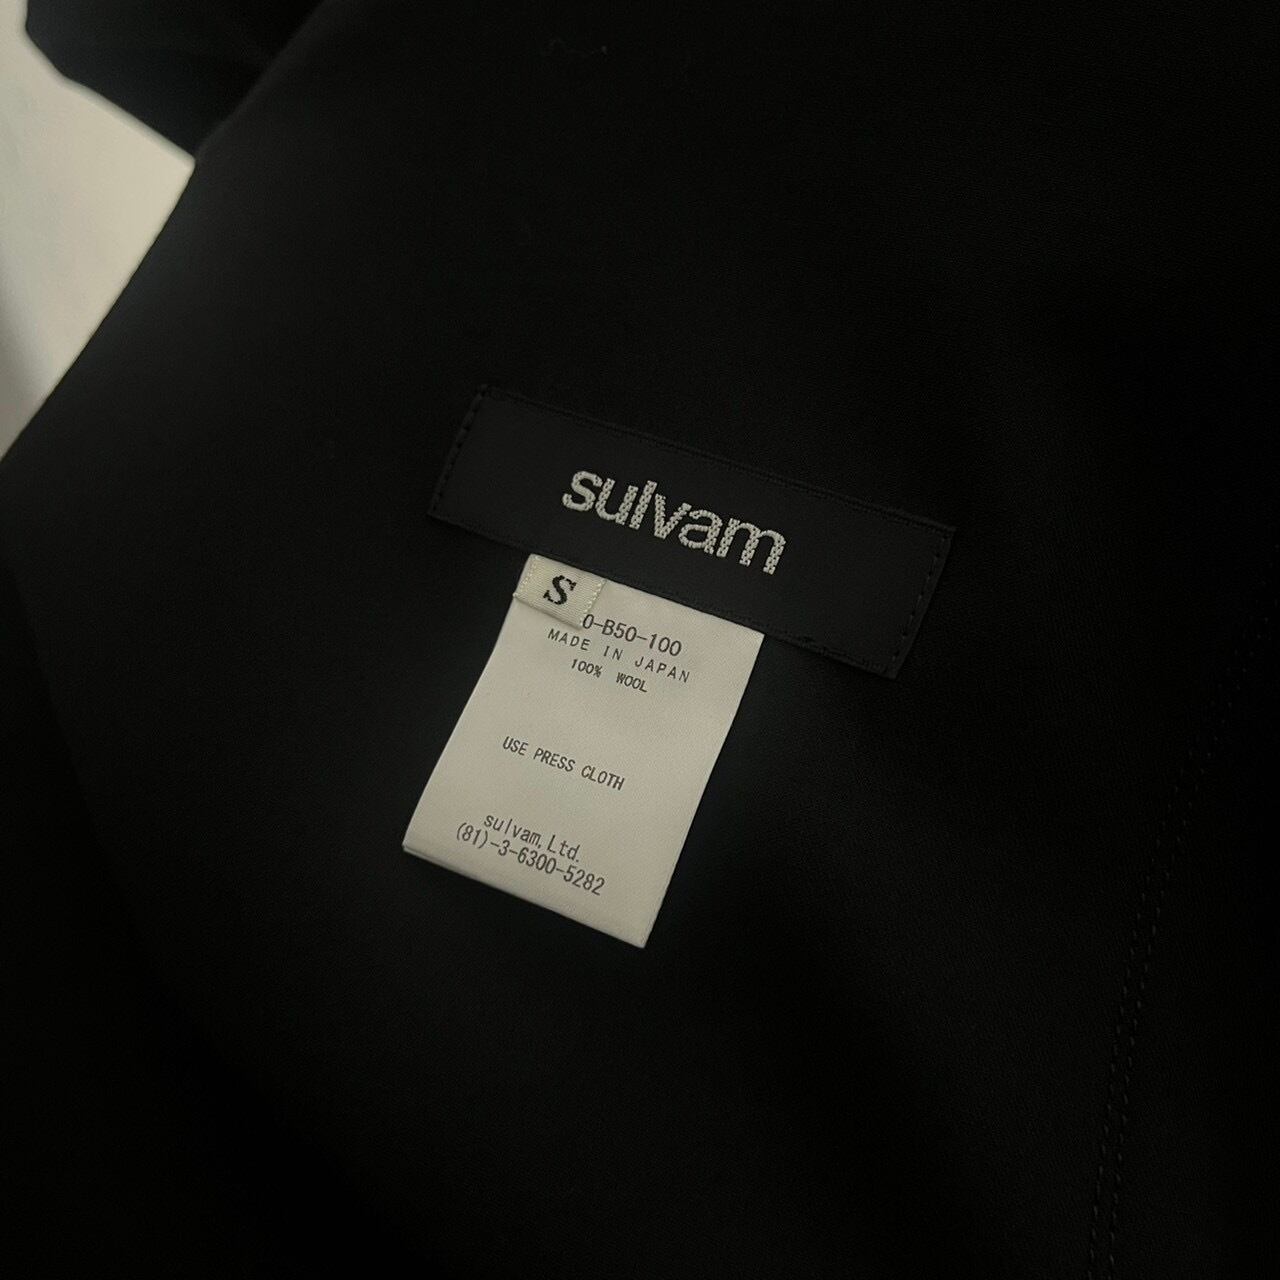 sulvam
S
0-B50-100
MADE IN JAPAN
100% WOOL
USE PRESS CLOTH
sulvam, Ltd.
(81)-3-6300-5282